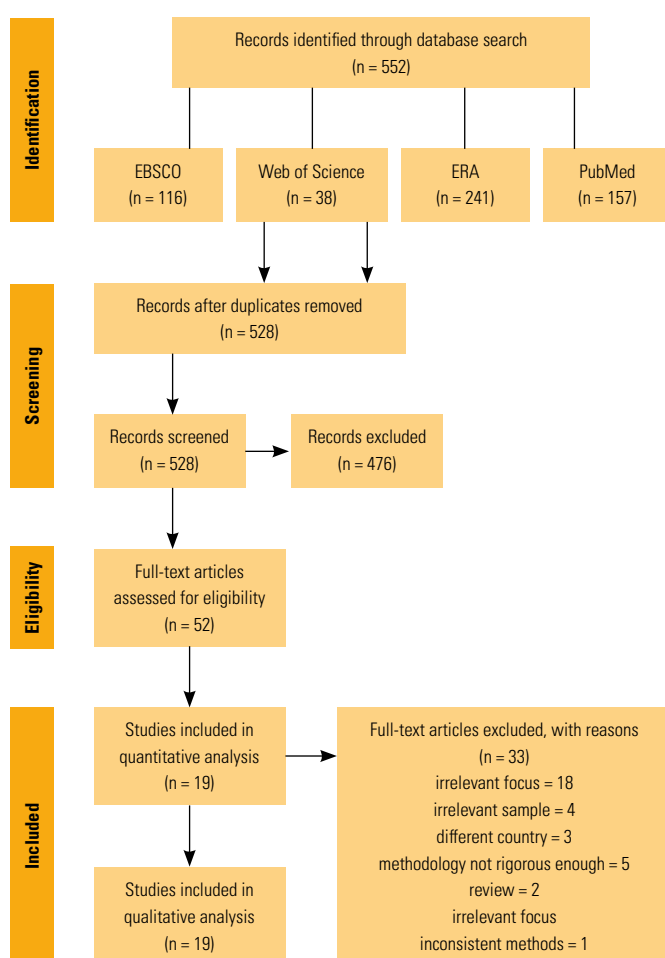 Identification
Records identified through database search
(n = 552)
EBSCO
(n = 116)
Web of Science
(n = 38)
ERA
(n = 241)
PubMed
(n = 157)
Screening
Records after duplicates removed
(n = 528)
Records screened
(n = 528)
Records excluded
(n = 476)
Eligibility
Full-text articles
assessed for eligibility
(n = 52)
Included
Studies included in
quantitative analysis
(n = 19)
Full-text articles excluded, with reasons
(n = 33)
irrelevant focus = 18
irrelevant sample = 4
different country = 3
methodology not rigorous enough = 5
review = 2
irrelevant focus
inconsistent methods = 1
Studies included in
qualitative analysis
(n = 19)